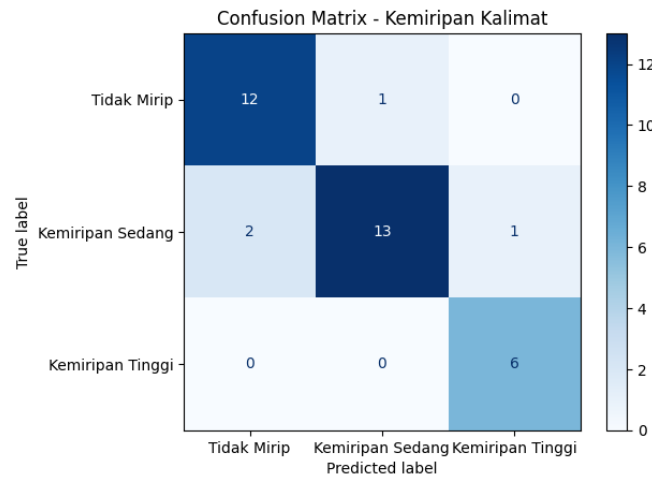 Confusion Matrix - Kemiripan Kalimat
True label
Tidak Mirip
12 1 0
Kemiripan Sedang
2 13 1
Kemiripan Tinggi
0 0 6
Tidak Mirip Kemiripan Sedang Kemiripan Tinggi
Predicted label
12
10
8
6
4
2
0